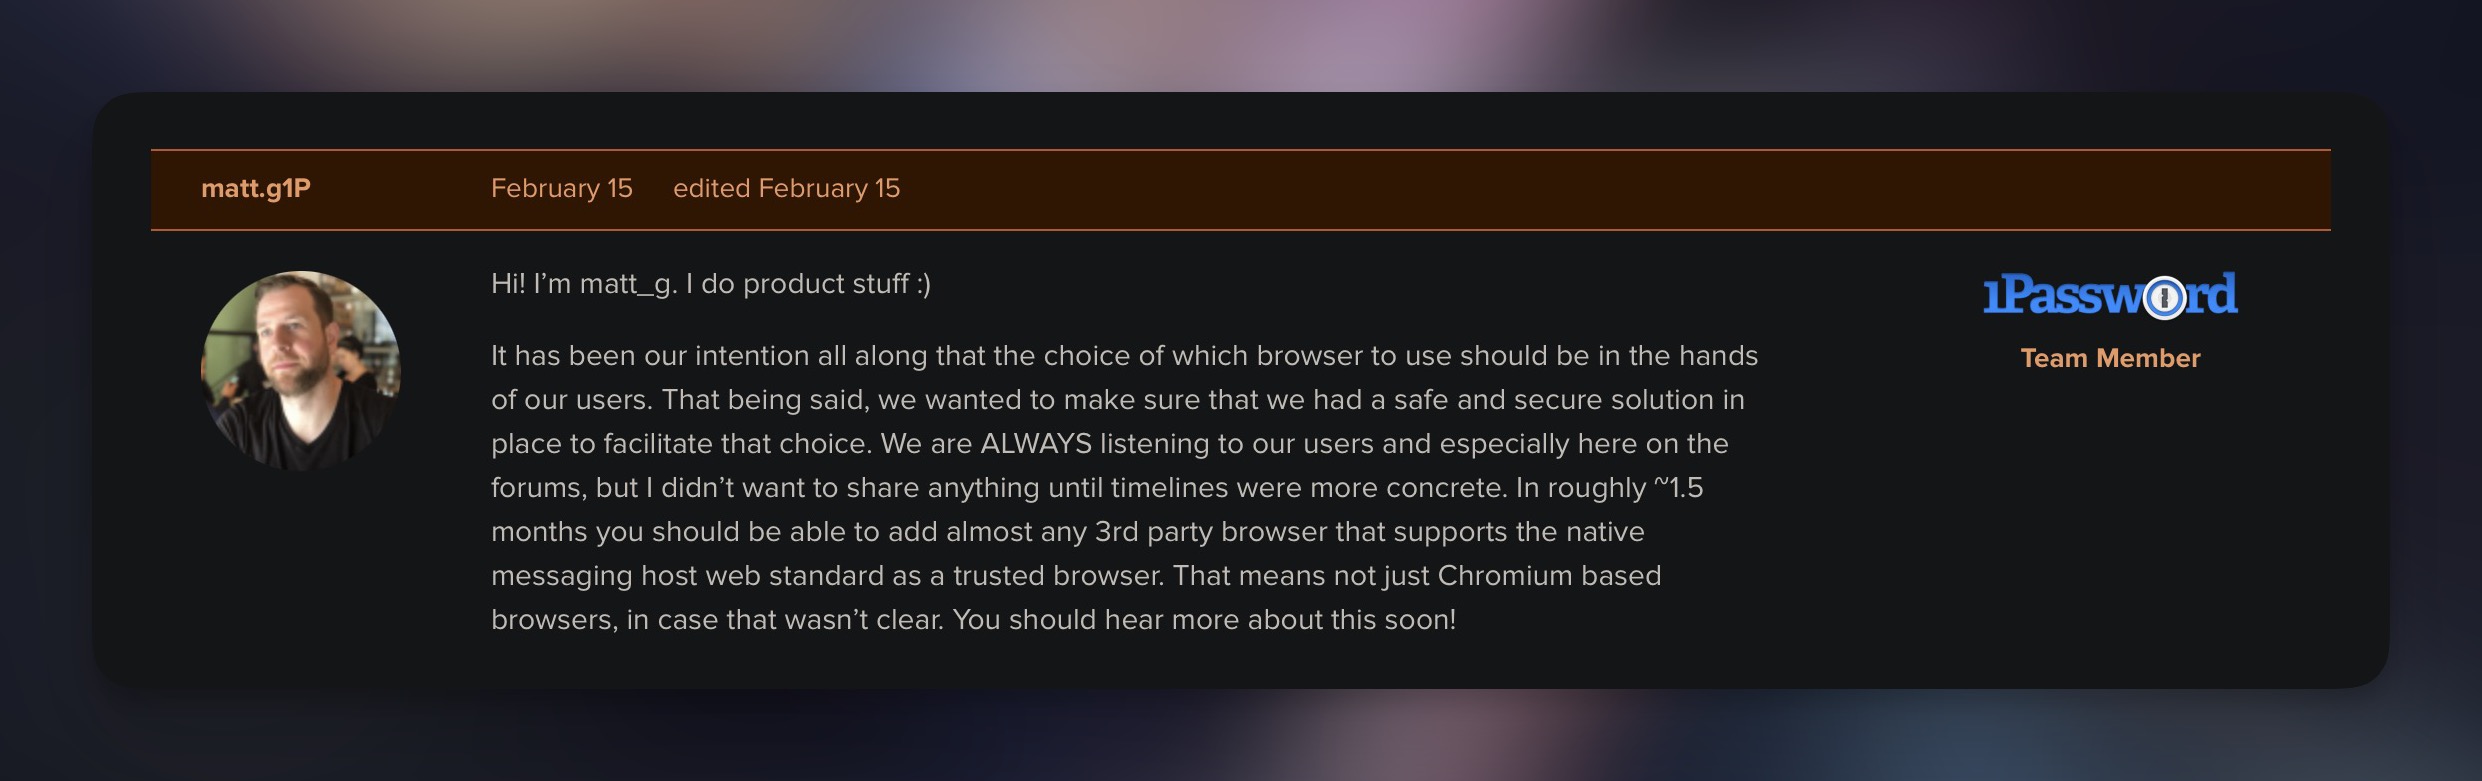 matt.g1P February 15 edited February 15
Hi! I’m matt_g. I do product stuff :)
1Password
Team Member
It has been our intention all along that the choice of which browser to use should be in the hands
of our users. That being said, we wanted to make sure that we had a safe and secure solution in
place to facilitate that choice. We are ALWAYS listening to our users and especially here on the
forums, but I didn’t want to share anything until timelines were more concrete. In roughly ~1.5
months you should be able to add almost any 3rd party browser that supports the native
messaging host web standard as a trusted browser. That means not just Chromium based
browsers, in case that wasn’t clear. You should hear more about this soon!